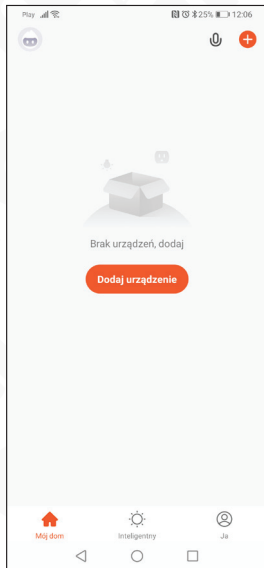 Play 25% 12:06
Brak urządzeń, dodaj
Dodaj urządzenie
Mój dom Inteligentny Ja